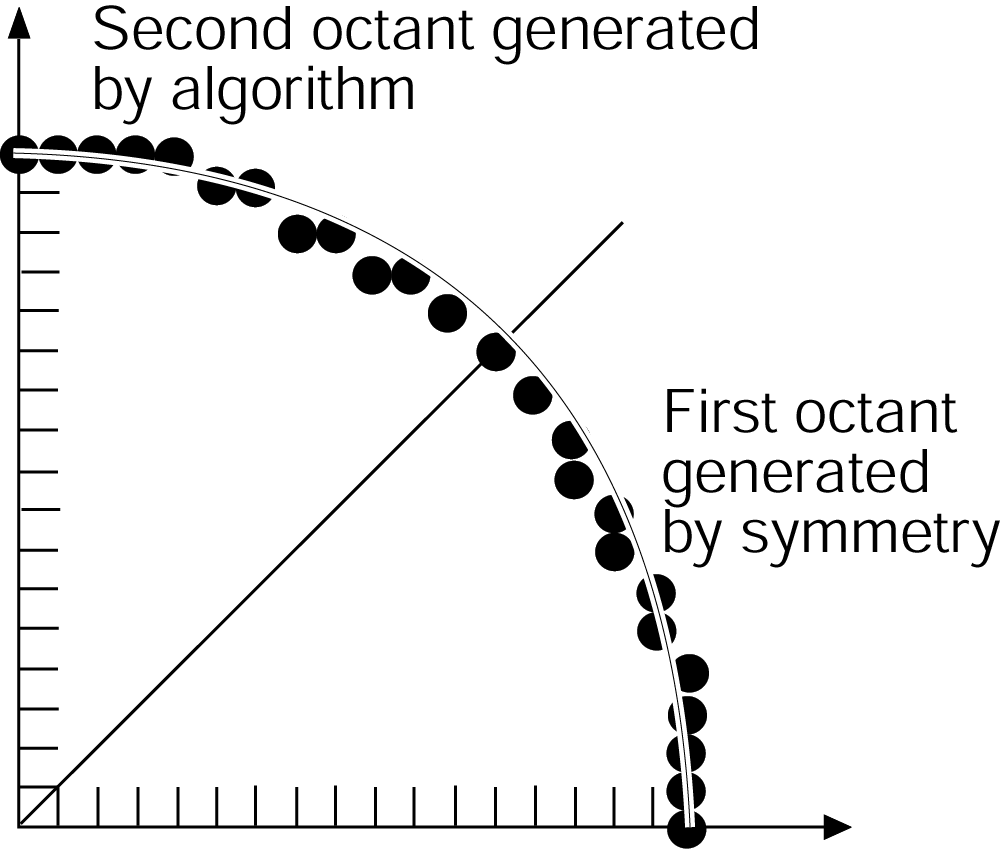 Second octant generated
by algorithm
First octant
generated
by symmetry